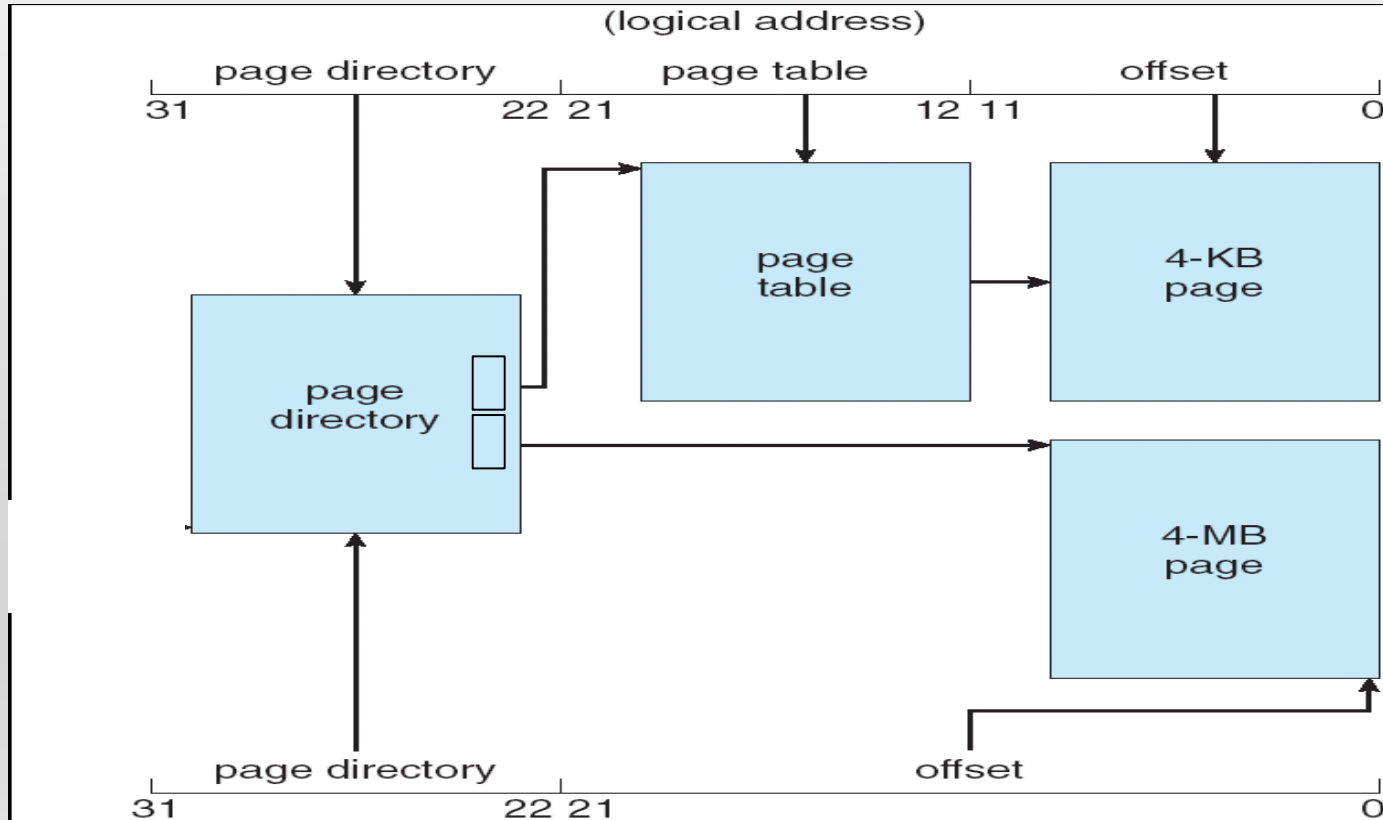 (logical address)
page directory page table offset
31 22 21 12 11 0
page
table
4-KB
page
page
directory
4-MB
page
page directory offset
31 22 21 0